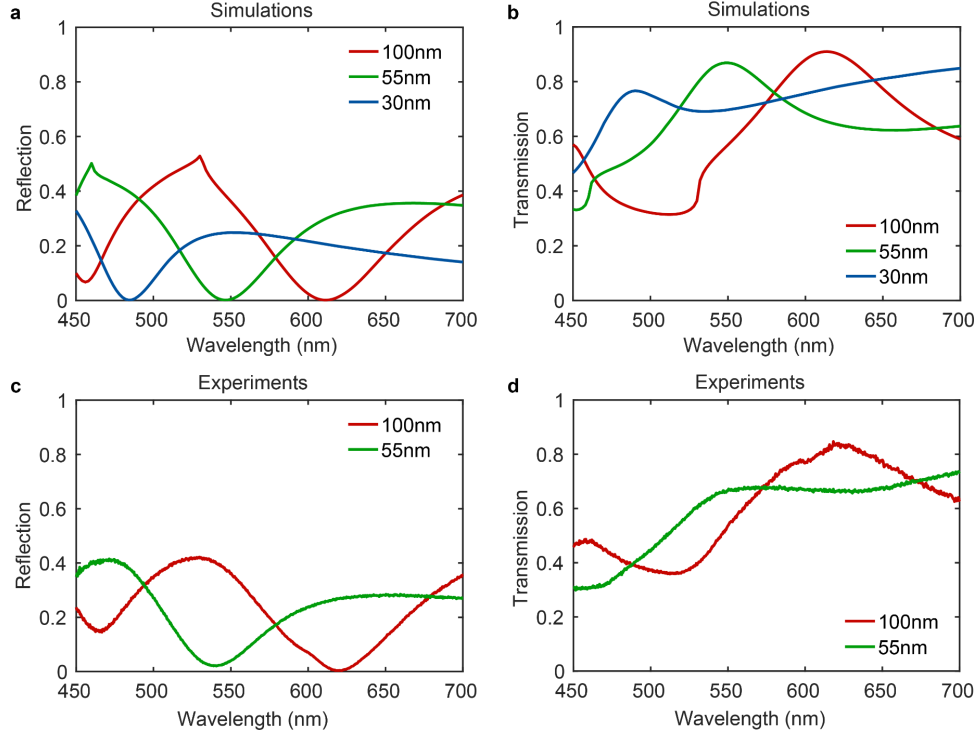 a
Simulations
1
0.8
0.6
0.4
0.2
0
Reflection
100nm
55nm
30nm
450 500 550 600 650 700
Wavelength (nm)
b
Simulations
1
0.8
0.6
0.4
0.2
0
Transmission
100nm
55nm
30nm
450 500 550 600 650 700
Wavelength (nm)
c
Experiments
1
0.8
0.6
0.4
0.2
0
Reflection
100nm
55nm
450 500 550 600 650 700
Wavelength (nm)
d
Experiments
1
0.8
0.6
0.4
0.2
0
Transmission
100nm
55nm
450 500 550 600 650 700
Wavelength (nm)